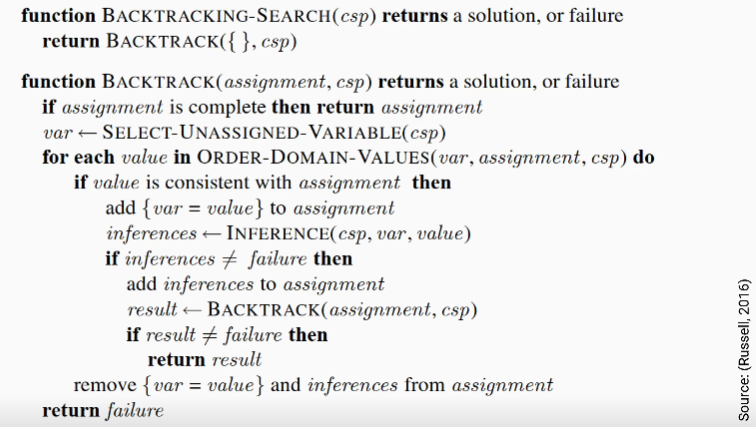 function BACKTRACKING-SEARCH(csp) returns a solution, or failure
return BACKTRACK({ }, csp)
function BACKTRACK(assignment, csp) returns a solution, or failure
if assignment is complete then return assignment
var ← SELECT-UNASSIGNED-VARIABLE(csp)
for each value in ORDER-DOMAIN-VALUES(var, assignment, csp) do
if value is consistent with assignment then
add {var = value} to assignment
inferences ← INFERENCE(csp, var, value)
if inferences ≠ failure then
add inferences to assignment
result ← BACKTRACK(assignment, csp)
if result ≠ failure then
return result
remove {var = value} and inferences from assignment
return failure
Source: (Russell, 2016)